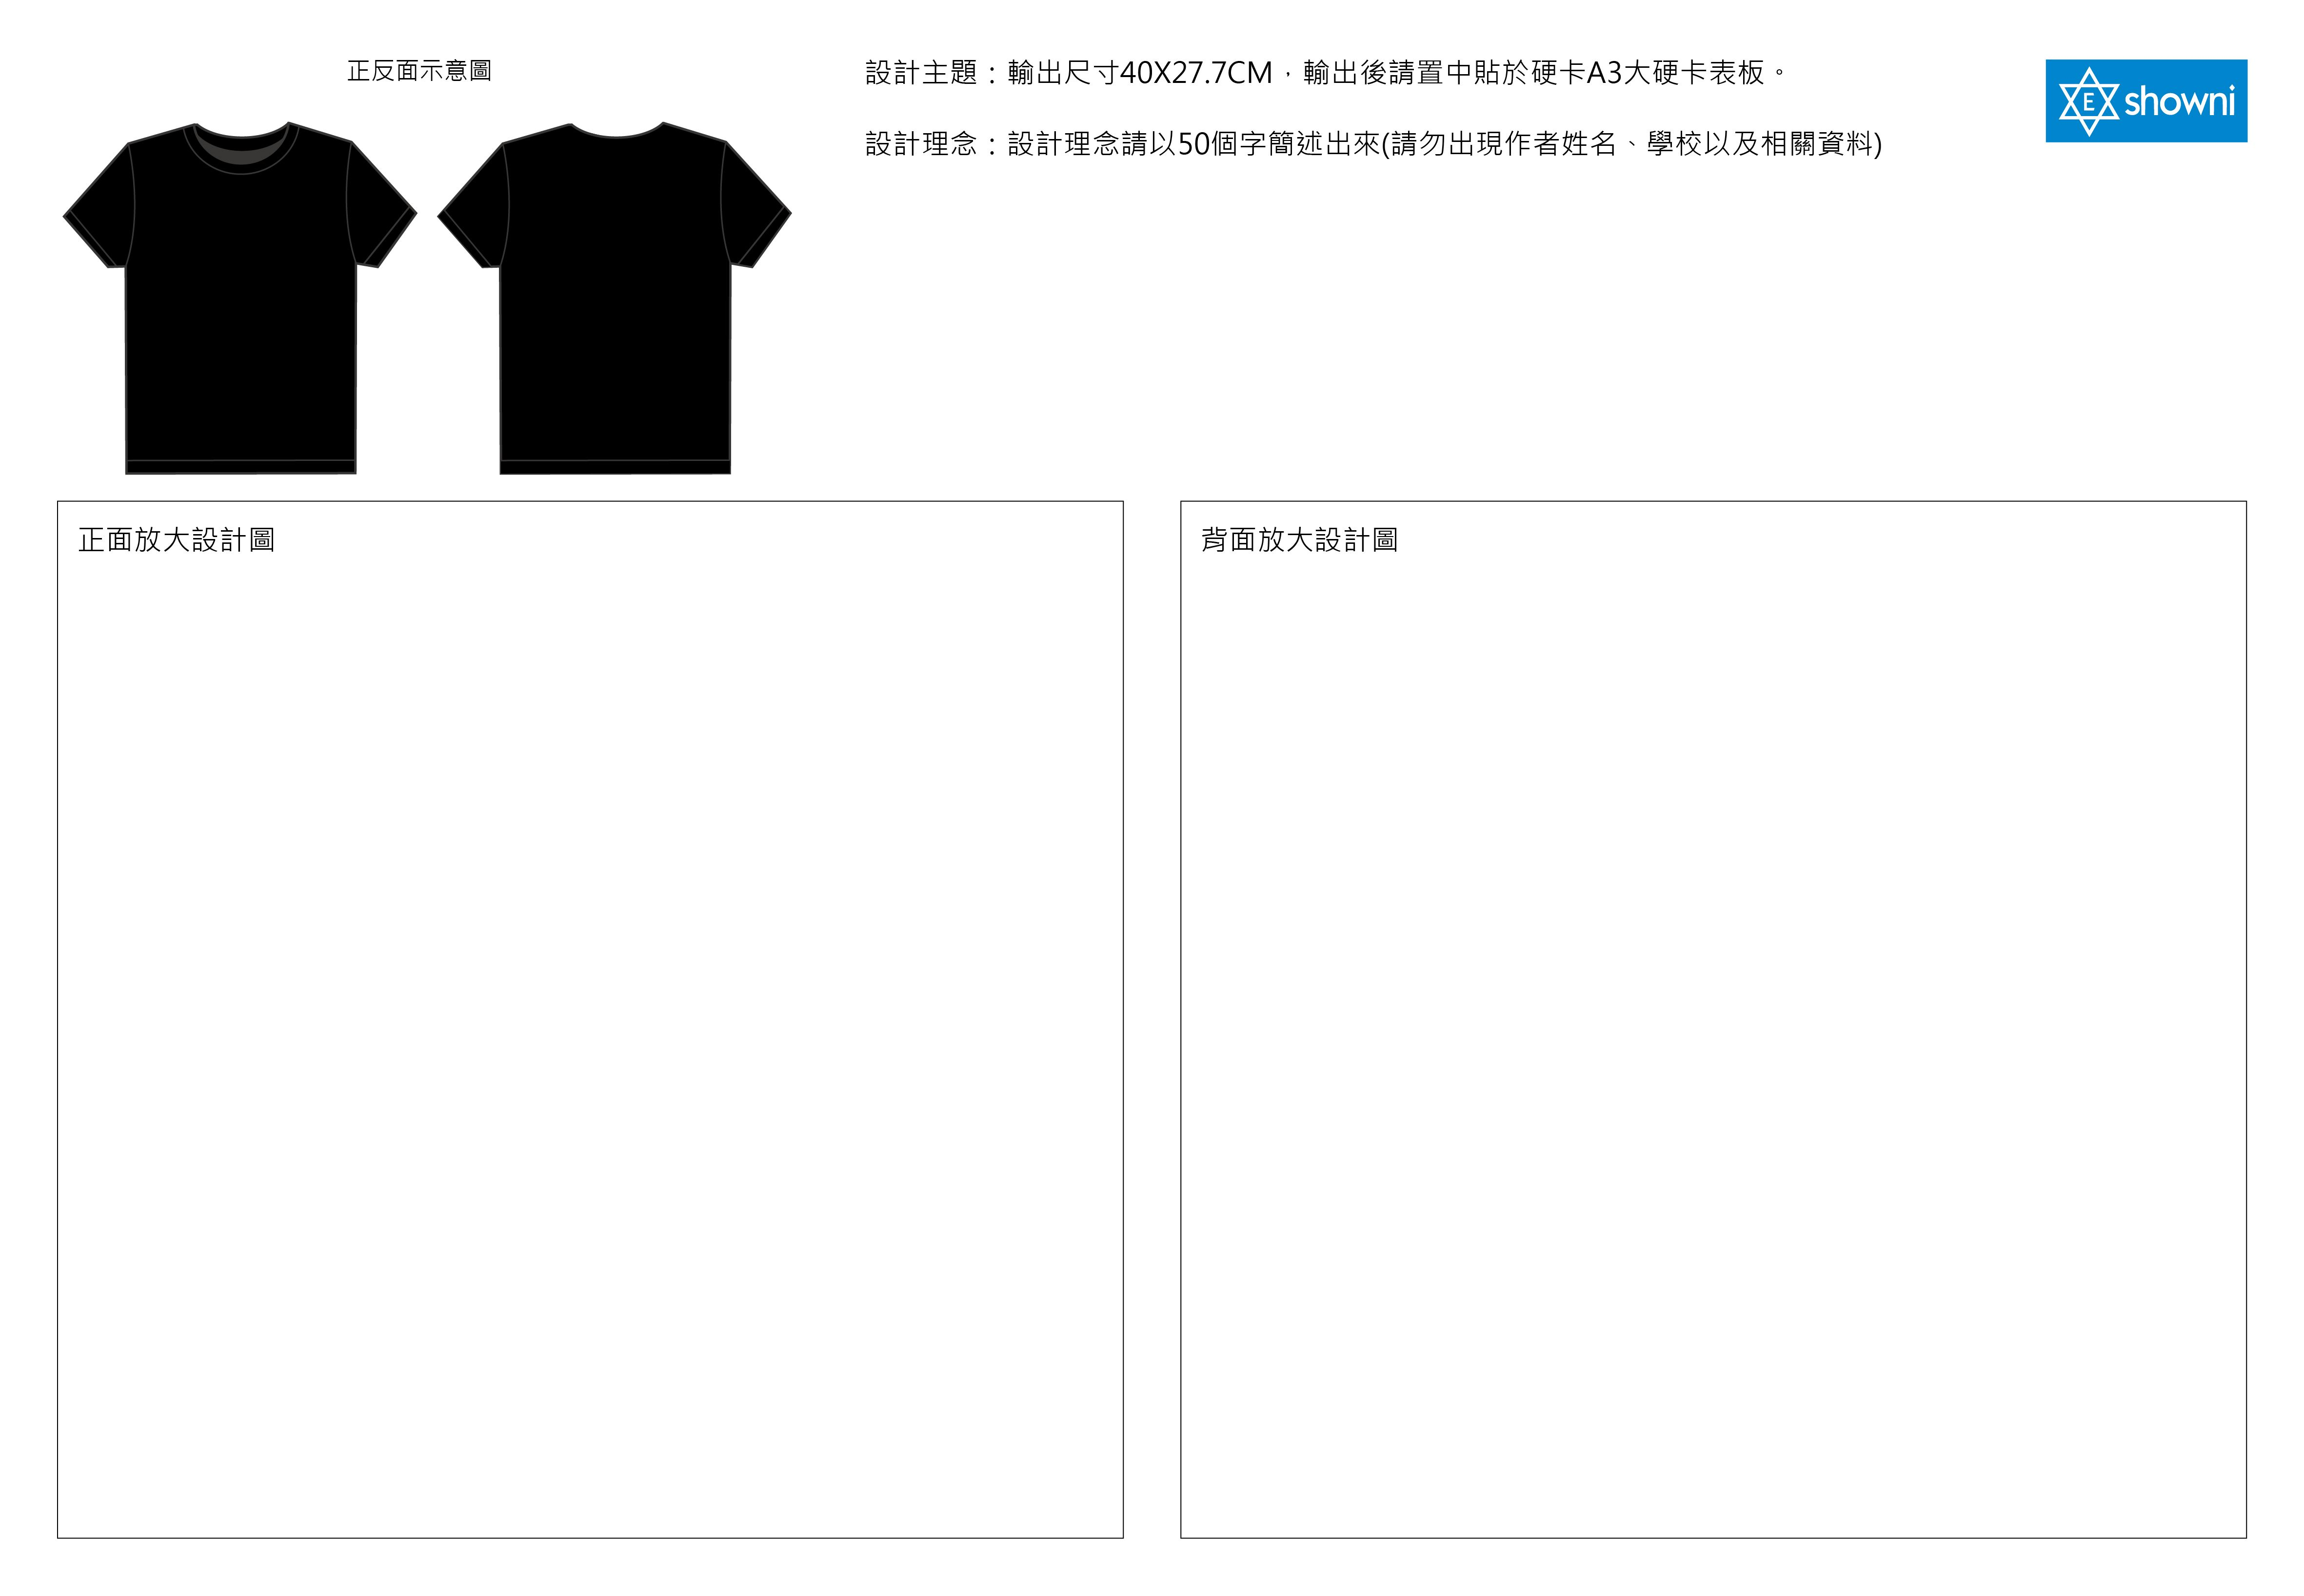 正反面示意圖
設計主題：輸出尺寸40X27.7CM，輸出後請置中貼於硬卡A3大硬卡表板。
設計理念：設計理念請以50個字簡述出來(請勿出現作者姓名、學校以及相關資料)
E showni
正面放大設計圖
背面放大設計圖